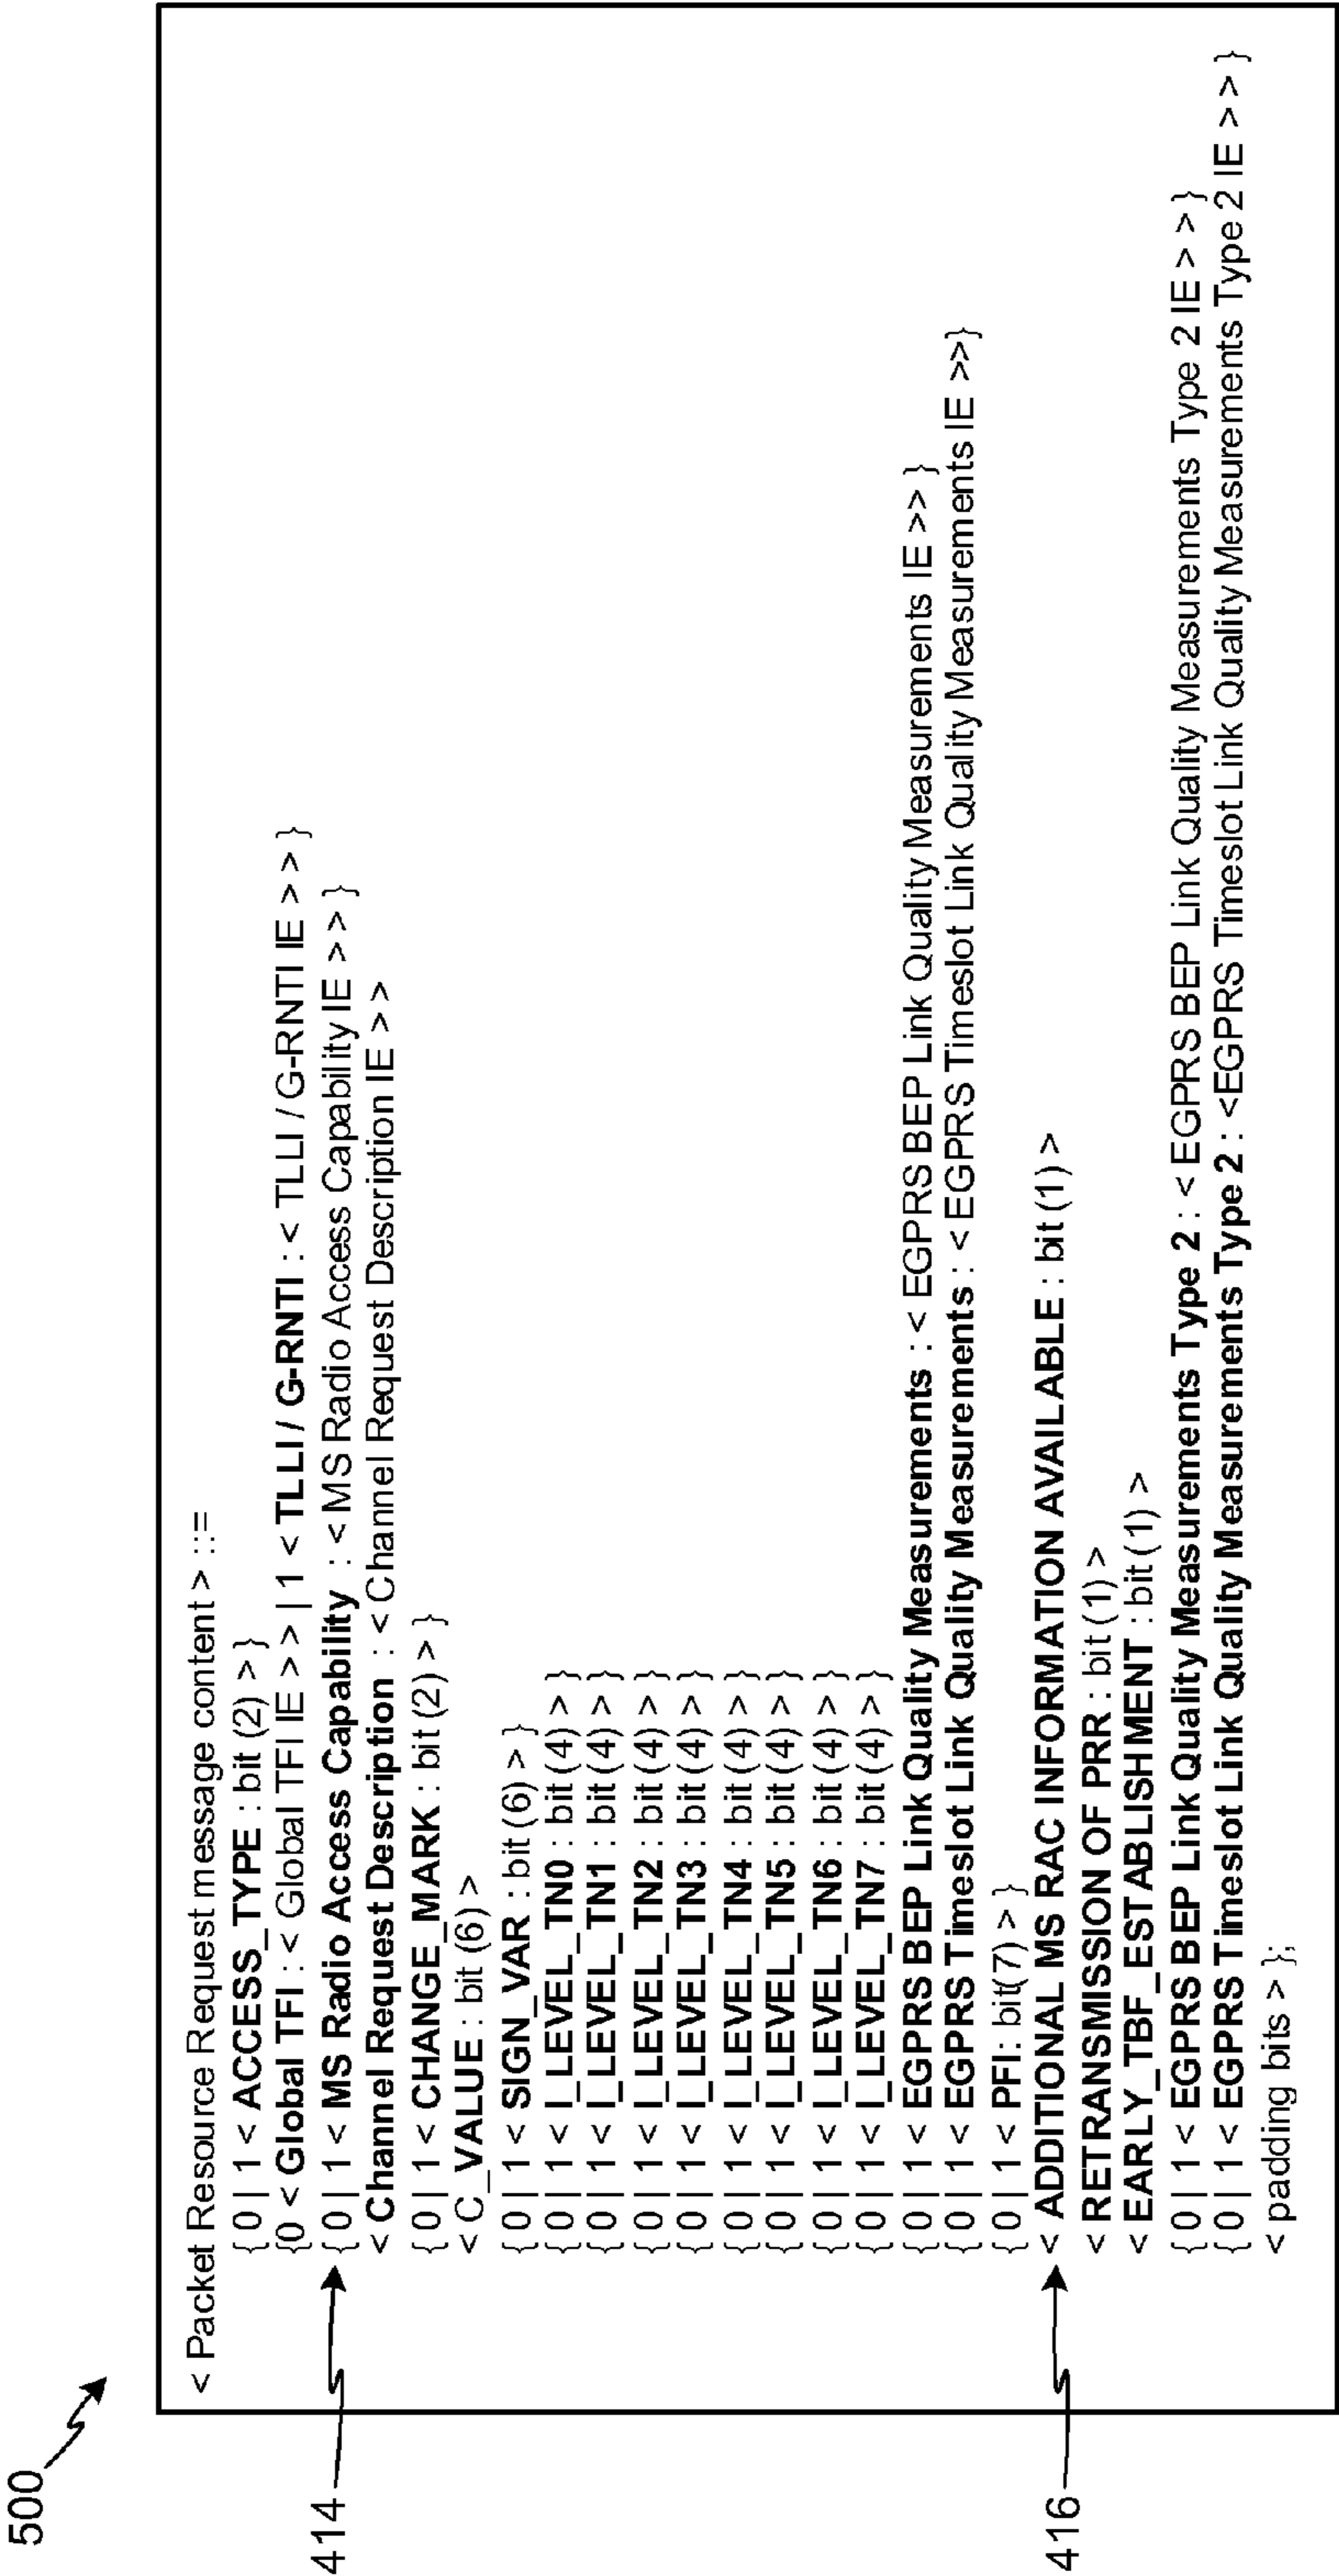 500
< Packet Resource Request message content > ::=
{ 0 | 1 < ACCESS_TYPE : bit (2) > }
{0 < Global TFI : < Global TFI IE > > | 1 < TLLI / G-RNTI : < TLLI / G-RNTI IE > > }
414
{ 0 | 1 < MS Radio Access Capability : < MS Radio Access Capability IE > > }
< Channel Request Description : < Channel Request Description IE > >
{ 0 | 1 < CHANGE_MARK : bit (2) > }
< C_VALUE : bit (6) >
{ 0 | 1 < SIGN_VAR : bit (6) > }
{ 0 | 1 < I_LEVEL_TN0 : bit (4) > }
{ 0 | 1 < I_LEVEL_TN1 : bit (4) > }
{ 0 | 1 < I_LEVEL_TN2 : bit (4) > }
{ 0 | 1 < I_LEVEL_TN3 : bit (4) > }
{ 0 | 1 < I_LEVEL_TN4 : bit (4) > }
{ 0 | 1 < I_LEVEL_TN5 : bit (4) > }
{ 0 | 1 < I_LEVEL_TN6 : bit (4) > }
{ 0 | 1 < I_LEVEL_TN7 : bit (4) > }
{ 0 | 1 < EGPRS BEP Link Quality Measurements : < EGPRS BEP Link Quality Measurements IE >> }
{ 0 | 1 < EGPRS Timeslot Link Quality Measurements : < EGPRS Timeslot Link Quality Measurements IE >>}
{ 0 | 1 < PFI : bit(7) > }
416
< ADDITIONAL MS RAC INFORMATION AVAILABLE : bit (1) >
< RETRANSMISSION OF PRR : bit (1) >
< EARLY_TBF_ESTABLISHMENT : bit (1) >
{ 0 | 1 < EGPRS BEP Link Quality Measurements Type 2 : < EGPRS BEP Link Quality Measurements Type 2 IE > > }
{ 0 | 1 < EGPRS Timeslot Link Quality Measurements Type 2 : <EGPRS Timeslot Link Quality Measurements Type 2 IE > > }
< padding bits > };